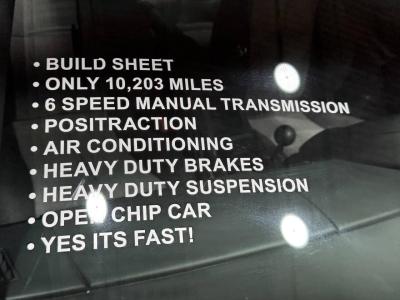 • BUILD SHEET
• ONLY 10,203 MILES
• 6 SPEED MANUAL TRANSMISSION
• POSITRACTION
• AIR CONDITIONING
• HEAVY DUTY BRAKES
• HEAVY DUTY SUSPENSION
• OPEN CHIP CAR
• YES ITS FAST!